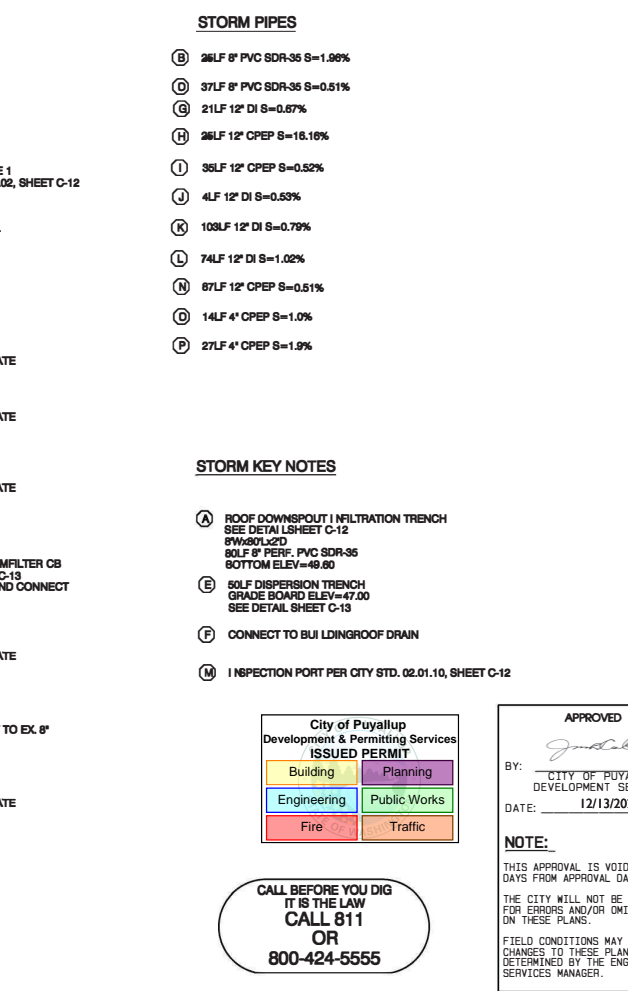 STORM PIPES
B 25LF 8" PVC SDR-35 S=1.96%
D 37LF 8" PVC SDR-35 S=0.51%
G 21LF 12" DI S=0.67%
H 25LF 12" CPEP S=16.16%
I 35LF 12" CPEP S=0.52%
J 4LF 12" DI S=0.53%
K 103LF 12" DI S=0.79%
L 74LF 12" DI S=1.02%
N 67LF 12" CPEP S=0.51%
O 14LF 4" CPEP S=1.0%
P 27LF 4" CPEP S=1.9%
E 1
.02, SHEET C-12
ATE
ATE
ATE
MFILTER CB
C-13
ND CONNECT
ATE
TO EX. 8"
ATE
STORM KEY NOTES
A ROOF DOWNSPOUT INFILTRATION TRENCH
SEE DETAIL SHEET C-12
8'Wx80'Lx2'D
80LF 8" PERF. PVC SDR-35
BOTTOM ELEV=49.60
E 50LF DISPERSION TRENCH
GRADE BOARD ELEV=47.00
SEE DETAIL SHEET C-13
F CONNECT TO BUILDING ROOF DRAIN
M INSPECTION PORT PER CITY STD. 02.01.10, SHEET C-12
City of Puyallup
Development & Permitting Services
ISSUED PERMIT
Building Planning
Engineering Public Works
Fire Traffic
CALL BEFORE YOU DIG
IT IS THE LAW
CALL 811
OR
800-424-5555
APPROVED
BY:
CITY OF PUYA
DEVELOPMENT SE
DATE: 12/13/20
NOTE:
THIS APPROVAL IS VOID
DAYS FROM APPROVAL DA
THE CITY WILL NOT BE
FOR ERRORS AND/OR OMI
ON THESE PLANS.
FIELD CONDITIONS MAY
CHANGES TO THESE PLAN
DETERMINED BY THE ENG
SERVICES MANAGER.